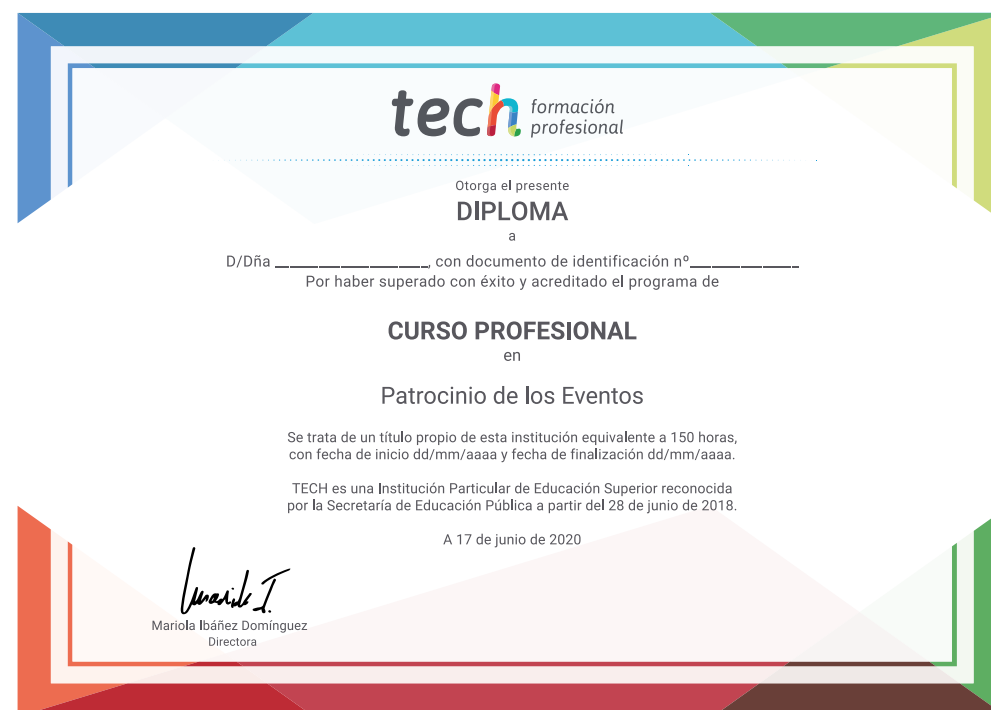 tech formación
profesional
Otorga el presente
DIPLOMA
a
D/Dña ____________________, con documento de identificación nº______________
Por haber superado con éxito y acreditado el programa de
CURSO PROFESIONAL
en
Patrocinio de los Eventos
Se trata de un título propio de esta institución equivalente a 150 horas,
con fecha de inicio dd/mm/aaaa y fecha de finalización dd/mm/aaaa.
TECH es una Institución Particular de Educación Superior reconocida
por la Secretaría de Educación Pública a partir del 28 de junio de 2018.
A 17 de junio de 2020
Mariola Ibáñez Domínguez
Directora